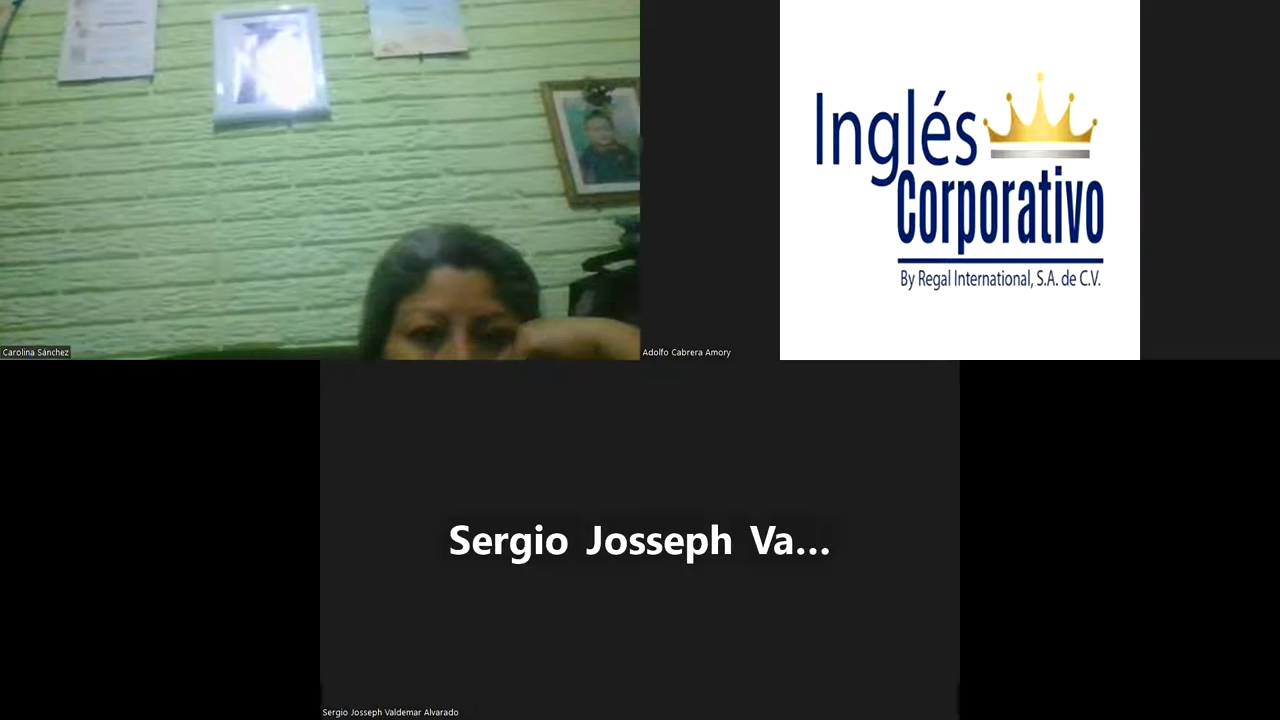 Carolina Sánchez
Inglés
Corporativo
By Regal International, S.A. de C.V.
Adolfo Cabrera Amory
Sergio Josseph Va...
Sergio Josseph Valdemar Alvarado